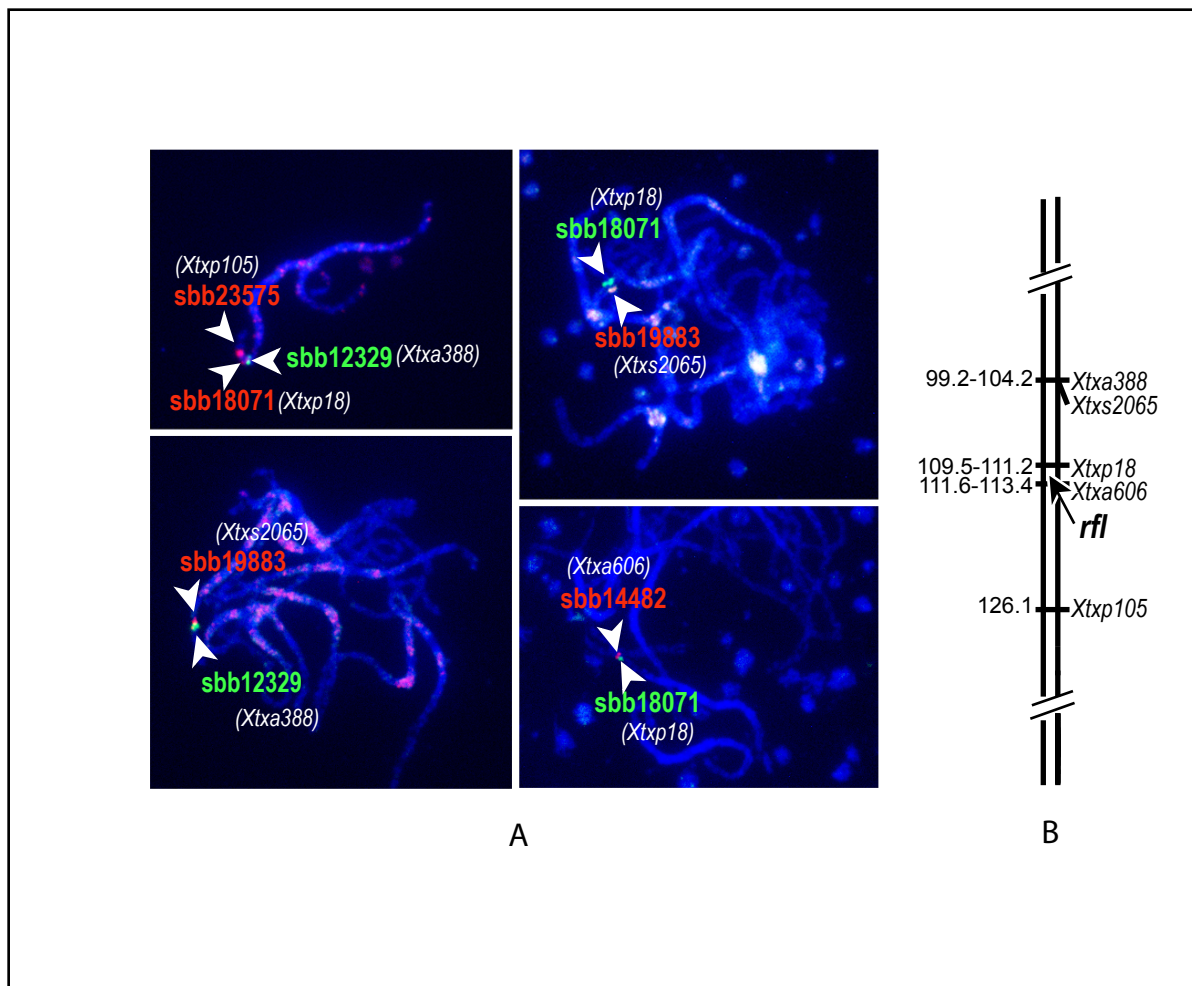 (Xtxp105)
sbb23575
sbb12329 (Xtxa388)
sbb18071 (Xtxp18)
(Xtxp18)
sbb18071
sbb19883
(Xtxs2065)
(Xtxs2065)
sbb19883
sbb12329
(Xtxa388)
(Xtxa606)
sbb14482
sbb18071
(Xtxp18)
A
99.2-104.2 Xtxa388
Xtxs2065
109.5-111.2 Xtxp18
111.6-113.4 Xtxa606
rfl
126.1 Xtxp105
B